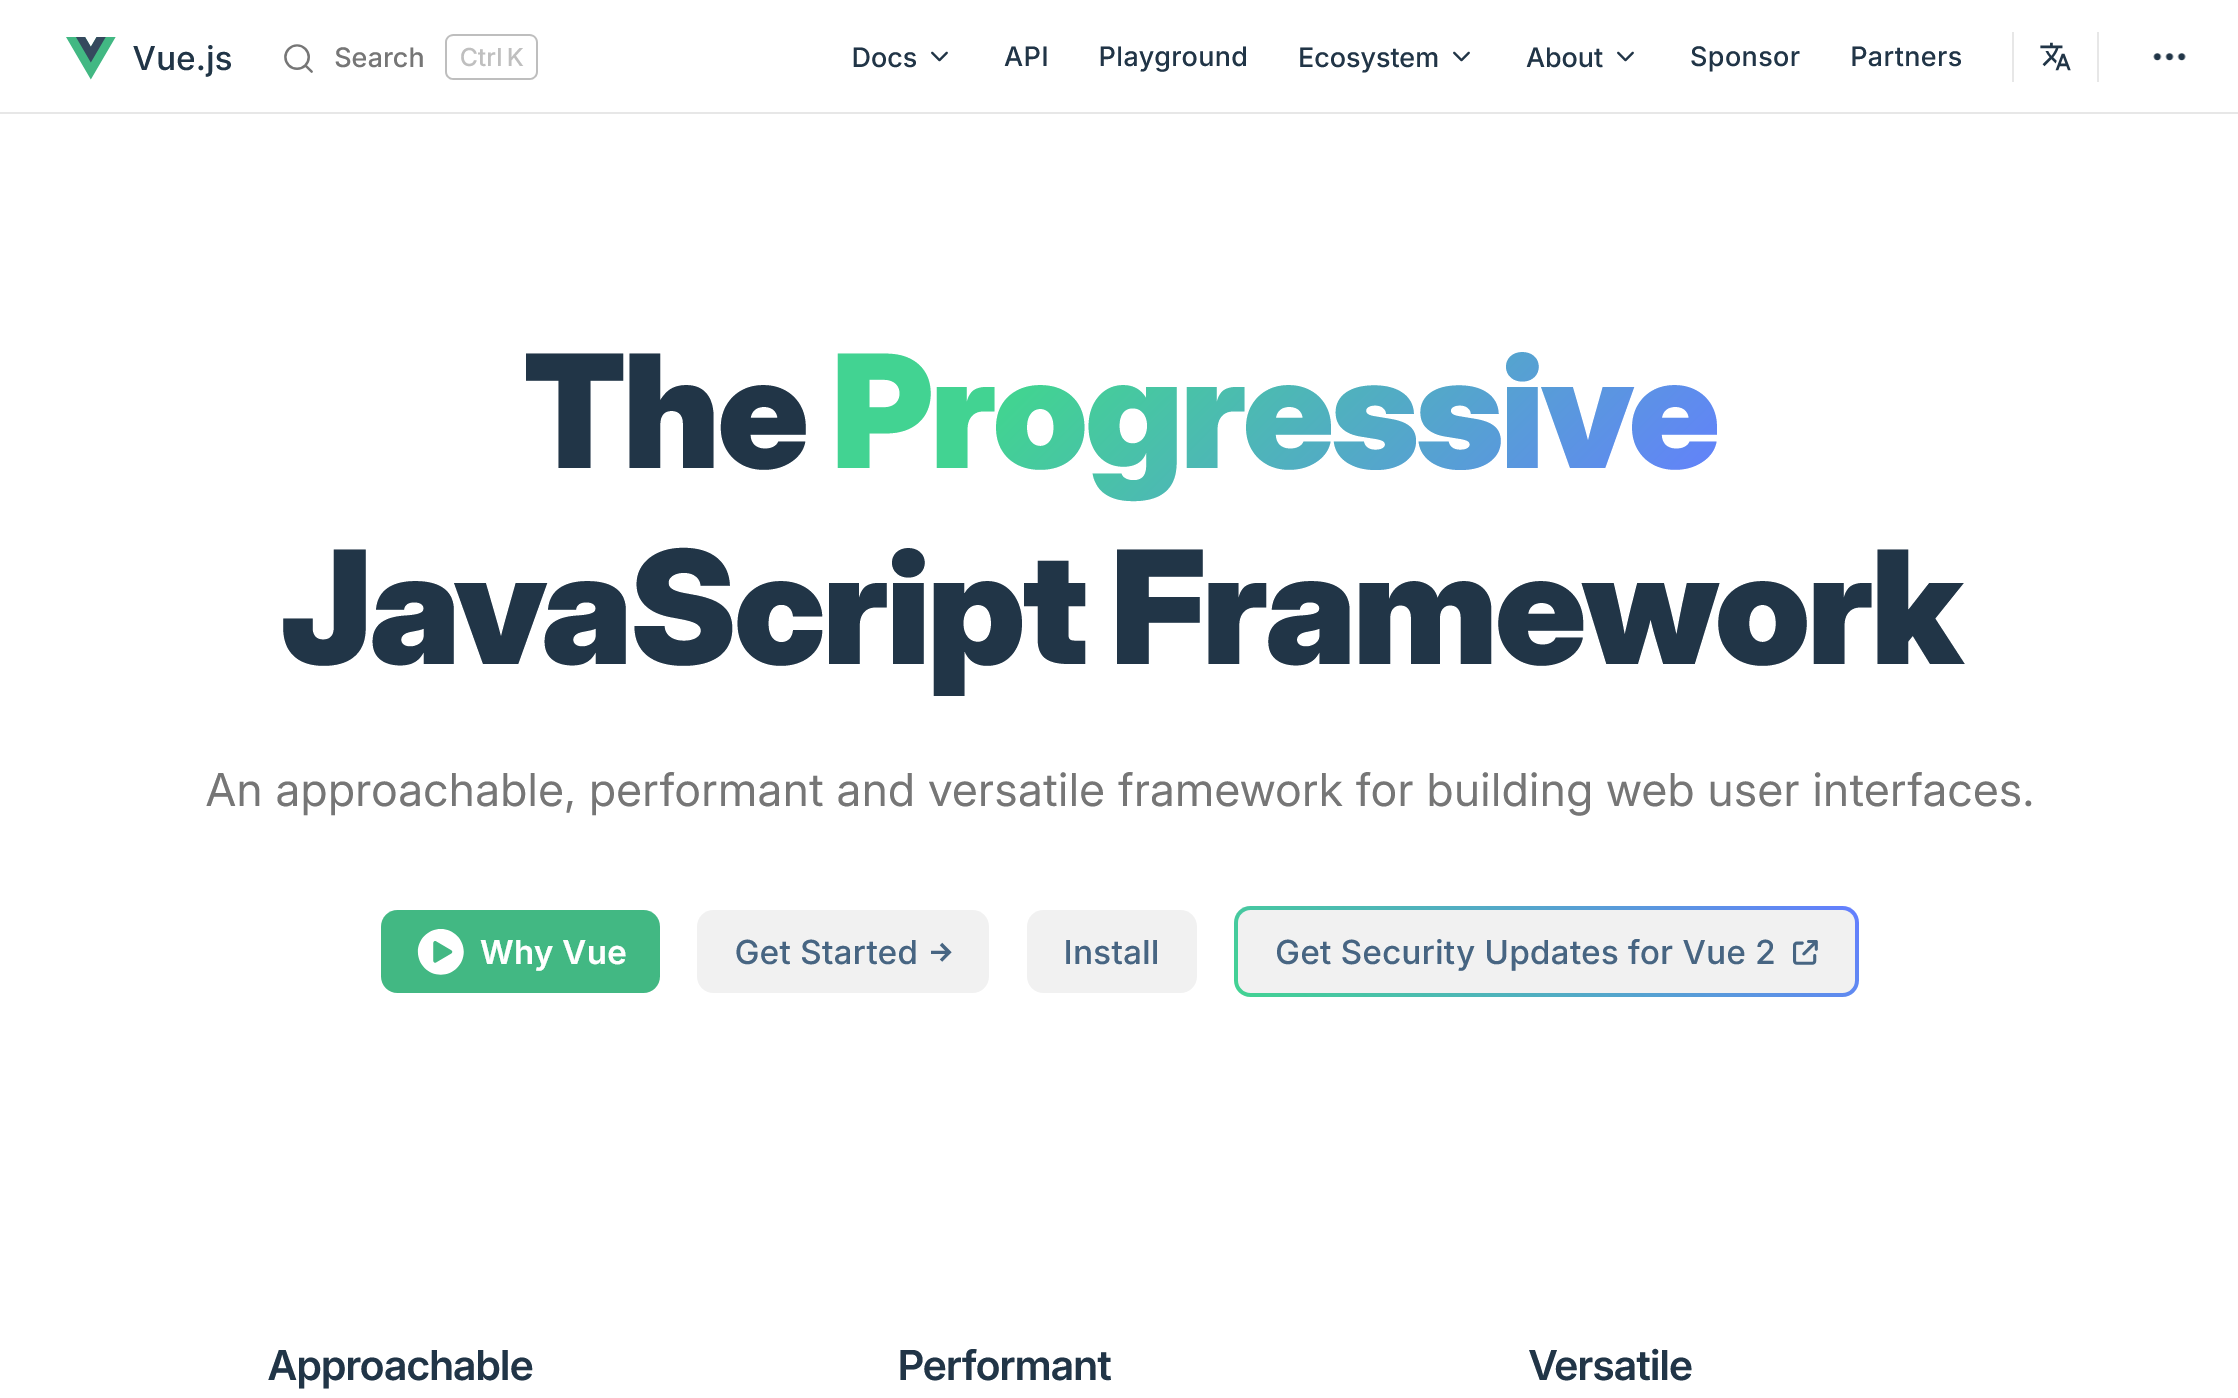 Vue.js Search Ctrl K Docs API Playground Ecosystem About Sponsor Partners 文A
The Progressive
JavaScript Framework
An approachable, performant and versatile framework for building web user interfaces.
Why Vue Get Started → Install Get Security Updates for Vue 2
Approachable Performant Versatile